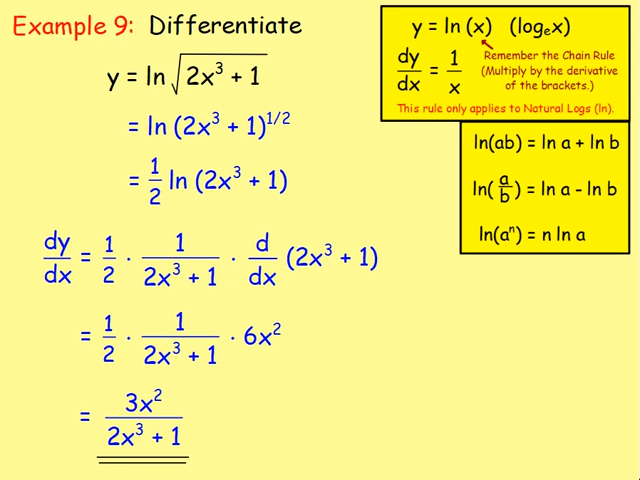 Example 9: Differentiate
y = ln √(2x³ + 1)
= ln (2x³ + 1)^1/2
= 1/2 ln (2x³ + 1)
dy/dx = 1/2 · 1/(2x³ + 1) · d/dx (2x³ + 1)
= 1/2 · 1/(2x³ + 1) · 6x²
= 3x²/(2x³ + 1)
y = ln (x) (logₑx)
dy/dx = 1/x
Remember the Chain Rule
(Multiply by the derivative
of the brackets.)
This rule only applies to Natural Logs (ln).
ln(ab) = ln a + ln b
ln(a/b) = ln a - ln b
ln(aⁿ) = n ln a